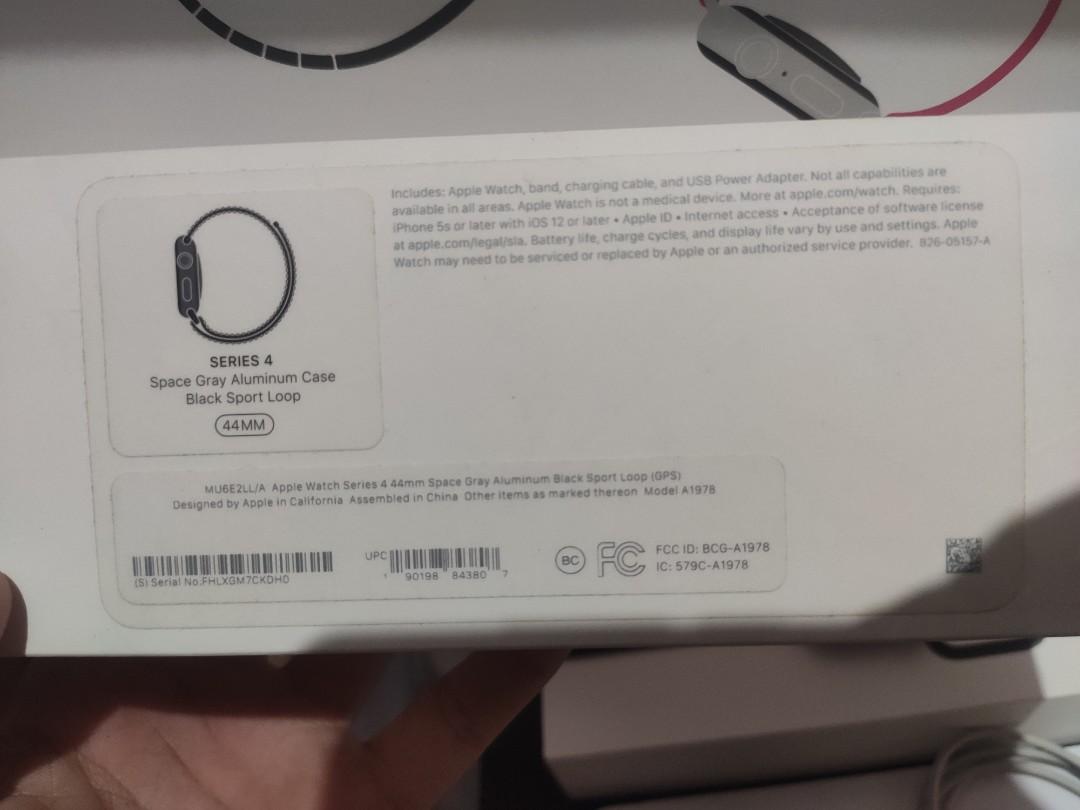 Includes: Apple Watch, band, charging cable, and USB Power Adapter. Not all capabilities are
available in all areas. Apple Watch is not a medical device. More at apple.com/watch. Requires:
iPhone 5s or later with iOS 12 or later • Apple ID • Internet access • Acceptance of software license
at apple.com/legal/sla. Battery life, charge cycles, and display life vary by use and settings. Apple
Watch may need to be serviced or replaced by Apple or an authorized service provider. 826-05157-A
SERIES 4
Space Gray Aluminum Case
Black Sport Loop
44MM
MU6E2LL/A Apple Watch Series 4 44mm Space Gray Aluminum Black Sport Loop (GPS)
Designed by Apple in California Assembled in China Other items as marked thereon Model A1978
(S) Serial No.FHLXGM7CKDH0
UPC
1 90198 84380 7
BC
FC
FCC ID: BCG-A1978
IC: 579C-A1978